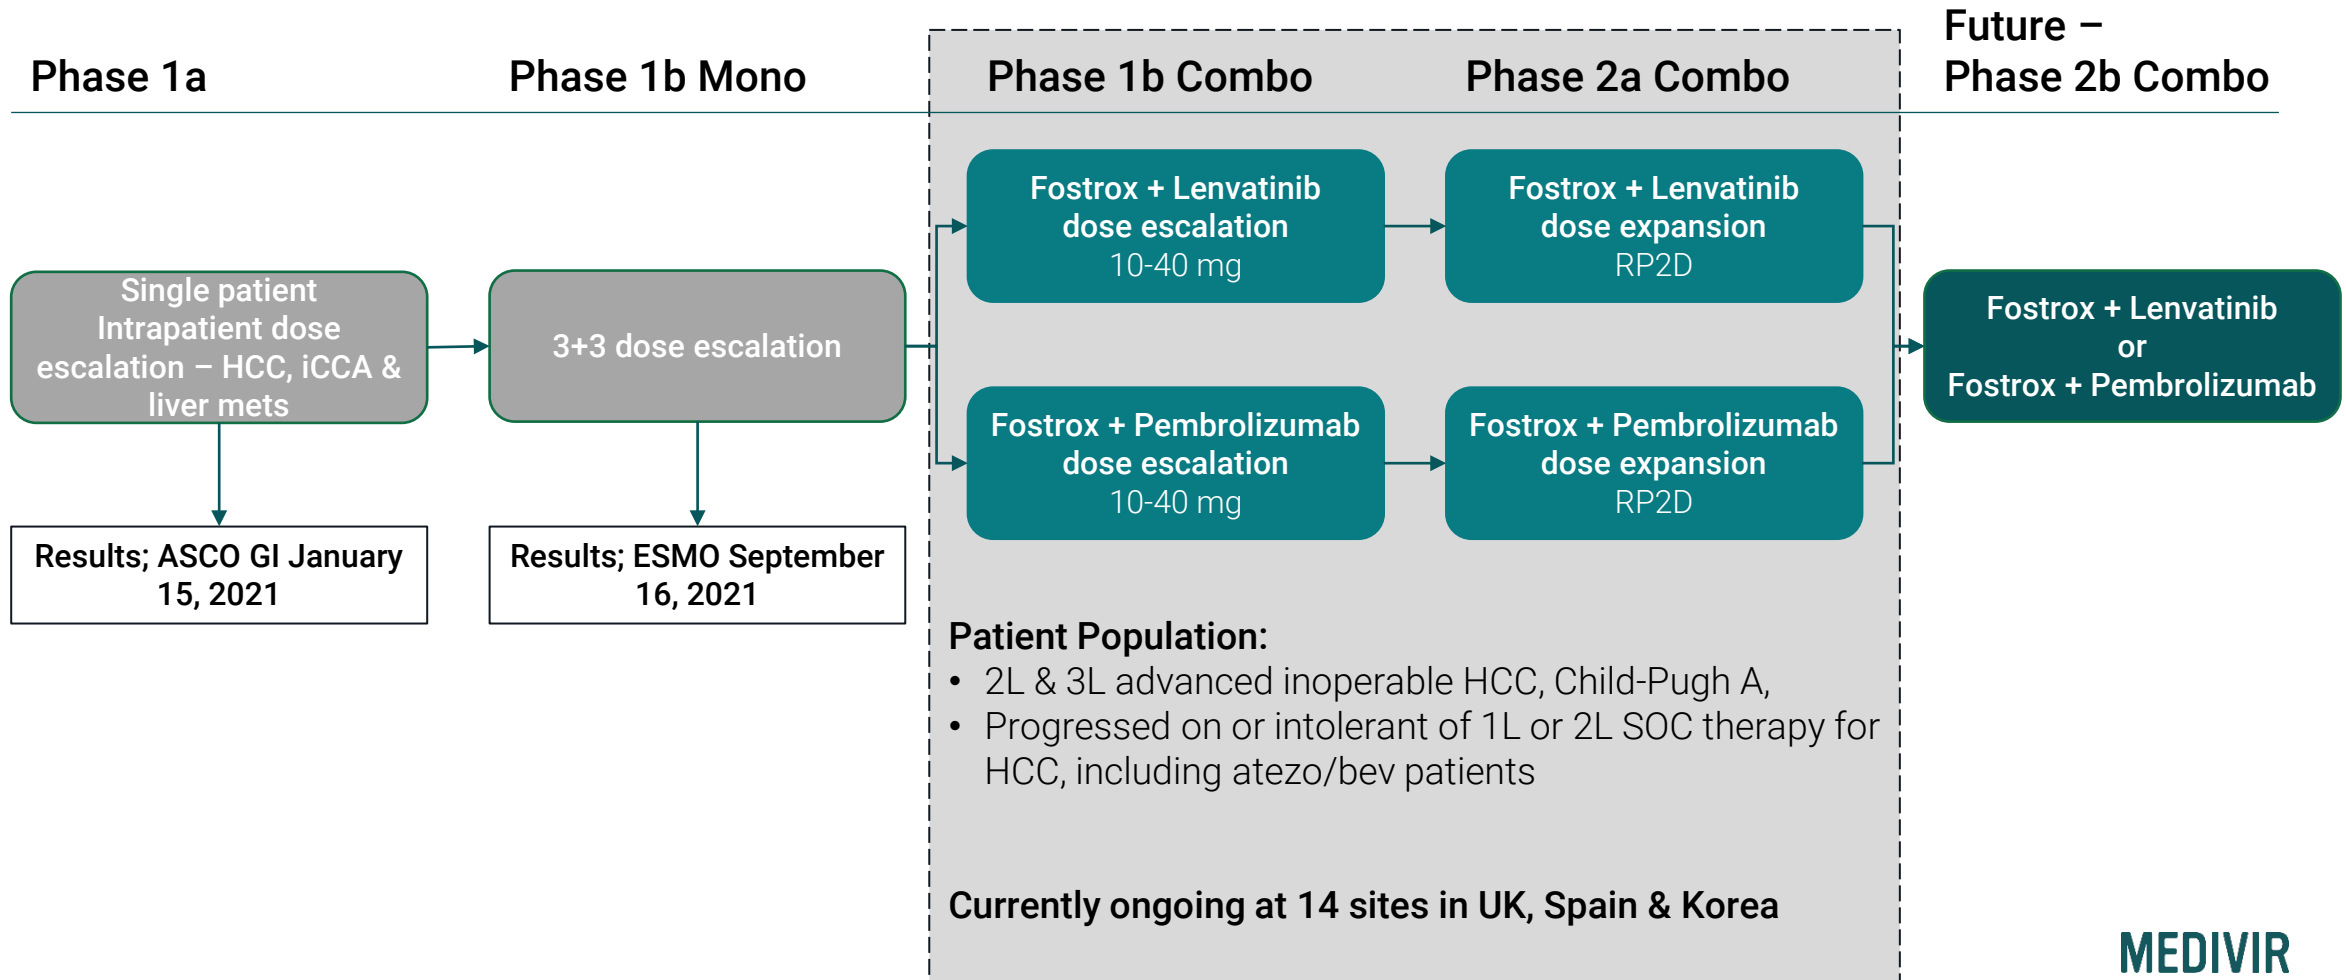 Phase 1a
Phase 1b Mono
Phase 1b Combo
Phase 2a Combo
Future –
Phase 2b Combo
Single patient
Intrapatient dose
escalation – HCC, iCCA &
liver mets
3+3 dose escalation
Fostrox + Lenvatinib
dose escalation
10-40 mg
Fostrox + Lenvatinib
dose expansion
RP2D
Fostrox + Pembrolizumab
dose escalation
10-40 mg
Fostrox + Pembrolizumab
dose expansion
RP2D
Fostrox + Lenvatinib
or
Fostrox + Pembrolizumab
Results; ASCO GI January
15, 2021
Results; ESMO September
16, 2021
Patient Population:
• 2L & 3L advanced inoperable HCC, Child-Pugh A,
• Progressed on or intolerant of 1L or 2L SOC therapy for
HCC, including atezo/bev patients
Currently ongoing at 14 sites in UK, Spain & Korea
MEDIVIR